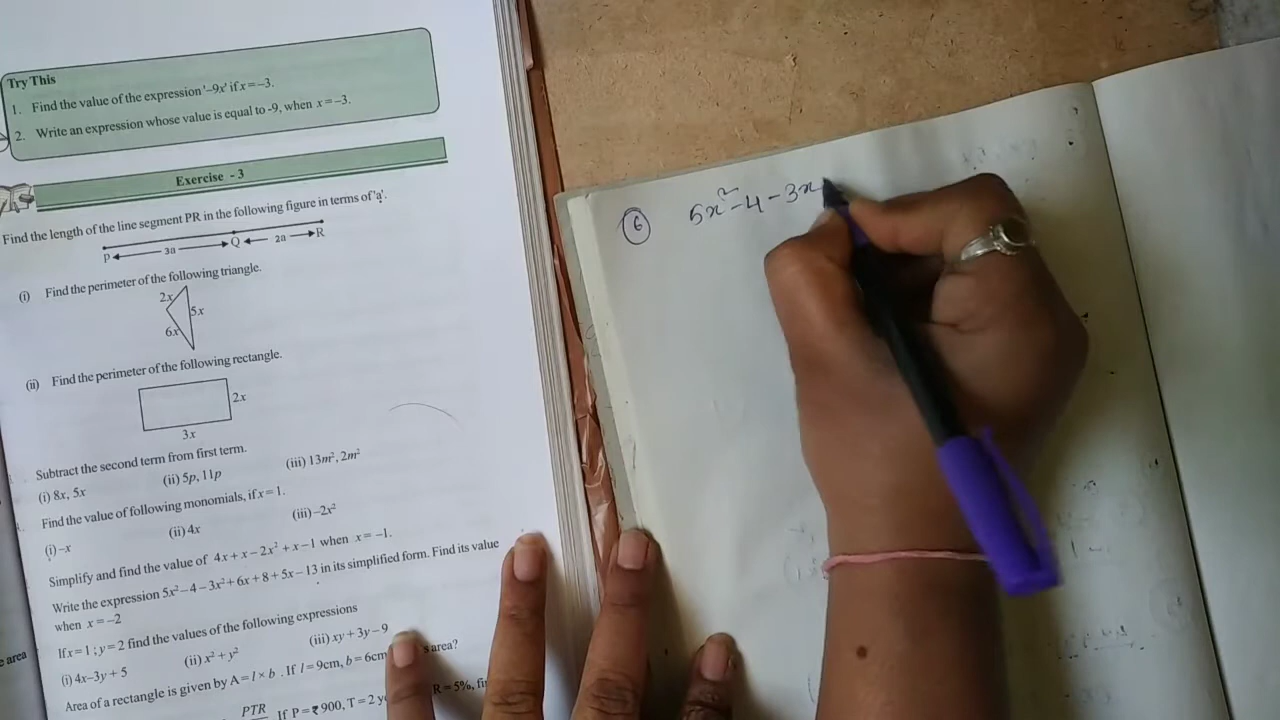 Try This
1. Find the value of the expression '–9x' if x = –3.
2. Write an expression whose value is equal to -9, when x = –3.
Exercise - 3
Find the length of the line segment PR in the following figure in terms of 'a'.
P 3a Q 2a R
(i) Find the perimeter of the following triangle.
2x 5x
6x
(ii) Find the perimeter of the following rectangle.
2x
3x
Subtract the second term from first term.
(i) 8x, 5x (ii) 5p, 11p (iii) 13m², 2m²
Find the value of following monomials, if x = 1.
(i) –x (ii) 4x (iii) –2x²
Simplify and find the value of 4x + x – 2x² + x – 1 when x = –1.
Write the expression 5x² – 4 – 3x² + 6x + 8 + 5x – 13 in its simplified form. Find its value
when x = –2
If x = 1 ; y = 2 find the values of the following expressions
(i) 4x–3y + 5 (ii) x² + y² (iii) xy + 3y – 9
Area of a rectangle is given by A = l × b . If l = 9cm, b = 6cm area?
e area
PTR If P = ₹ 900, T = 2 R = 5%,
6 5x² - 4 - 3x